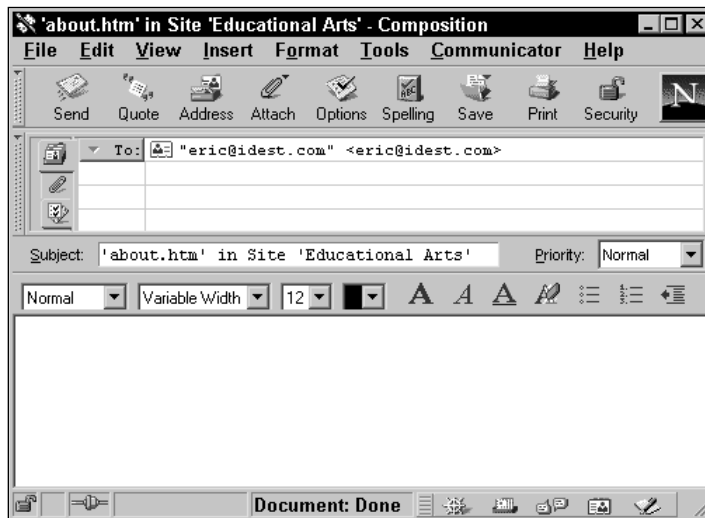 'about.htm' in Site 'Educational Arts' - Composition
File Edit View Insert Format Tools Communicator Help
Send Quote Address Attach Options Spelling Save Print Security N
To: "eric@idest.com" <eric@idest.com>
Subject: 'about.htm' in Site 'Educational Arts' Priority: Normal
Normal Variable Width 12 A A A
Document: Done